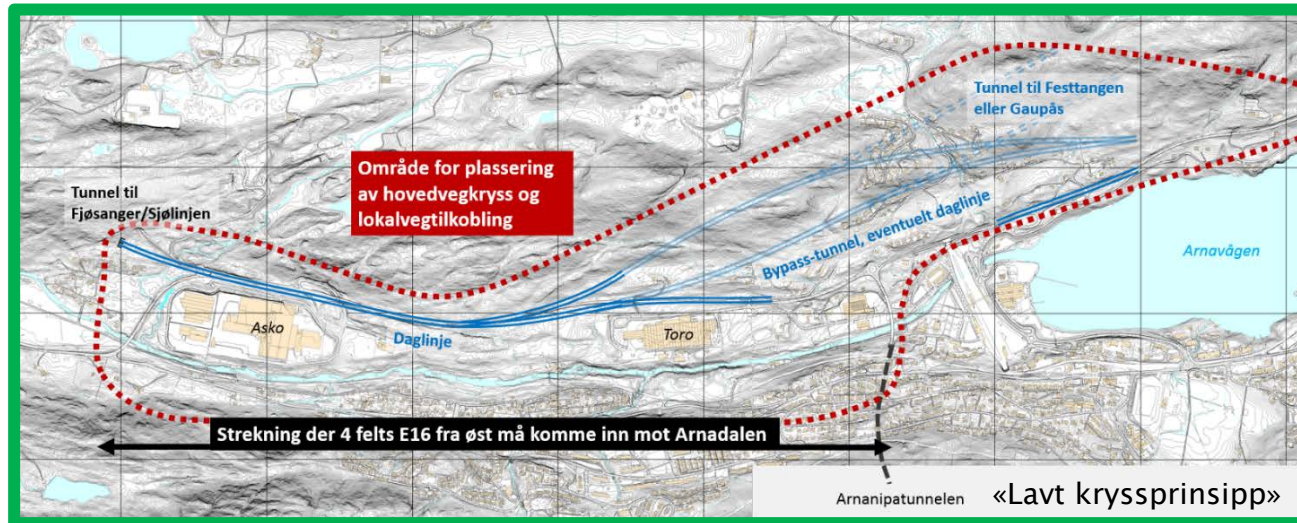 Tunnel til Festtangen
eller Gaupås
Område for plassering
av hovedvegkryss og
lokalvegtilkobling
Tunnel til
Fjøsanger/Sjølinjen
Bypass-tunnel, eventuelt daglinje
Arnavågen
Asko
Daglinje
Toro
Strekning der 4 felts E16 fra øst må komme inn mot Arnadalen
Arnanipatunnelen
«Lavt kryssprinsipp»